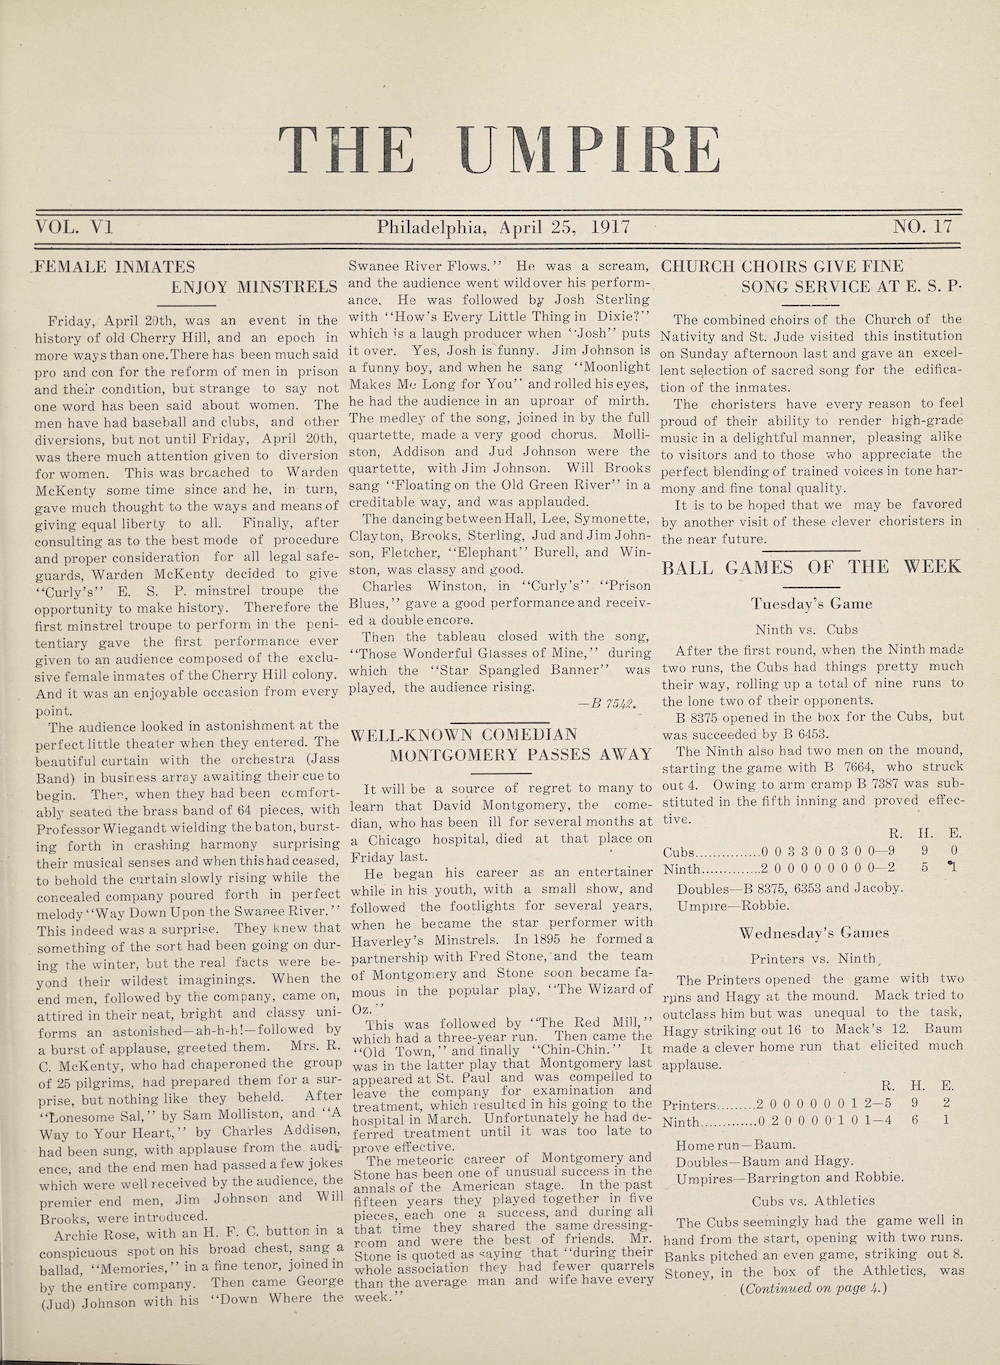 THE UMPIRE
VOL. V1
Philadelphia, April 25, 1917
NO. 17
FEMALE INMATES
ENJOY MINSTRELS
Friday, April 20th, was an event in the
history of old Cherry Hill, and an epoch in
more ways than one. There has been much said
pro and con for the reform of men in prison
and their condition, but strange to say not
one word has been said about women. The
men have had baseball and clubs, and other
diversions, but not until Friday, April 20th,
was there much attention given to diversion
for women. This was broached to Warden
McKenty some time since and he, in turn,
gave much thought to the ways and means of
giving equal liberty to all. Finally, after
consulting as to the best mode of procedure
and proper consideration for all legal safe-
guards, Warden McKenty decided to give
"Curly's" E. S. P. minstrel troupe the
opportunity to make history. Therefore the
first minstrel troupe to perform in the peni-
tentiary gave the first performance ever
given to an audience composed of the exclu-
sive female inmates of the Cherry Hill colony.
And it was an enjoyable occasion from every
point.
The audience looked in astonishment at the
perfect little theater when they entered. The
beautiful curtain with the orchestra (Jass
Band) in business array awaiting their cue to
begin. Then, when they had been comfort-
ably seated the brass band of 64 pieces, with
Professor Wiegandt wielding the baton, burst-
ing forth in crashing harmony surprising
their musical senses and when this had ceased,
to behold the curtain slowly rising while the
concealed company poured forth in perfect
melody "Way Down Upon the Swanee River."
This indeed was a surprise. They knew that
something of the sort had been going on dur-
ing the winter, but the real facts were be-
yond their wildest imaginings. When the
end men, followed by the company, came on,
attired in their neat, bright and classy uni-
forms an astonished—ah-h-h!—followed by
a burst of applause, greeted them. Mrs. R.
C. McKenty, who had chaperoned the group
of 25 pilgrims, had prepared them for a sur-
prise, but nothing like they beheld. After
"Lonesome Sal," by Sam Molliston, and "A
Way to Your Heart," by Charles Addison,
had been sung, with applause from the audi-
ence, and the end men had passed a few jokes
which were well received by the audience, the
premier end men, Jim Johnson and Will
Brooks, were introduced.
Archie Rose, with an H. F. C. button in a
conspicuous spot on his broad chest, sang a
ballad, "Memories," in a fine tenor, joined in
by the entire company. Then came George
(Jud) Johnson with his "Down Where the
Swanee River Flows." He was a scream,
and the audience went wild over his perform-
ance. He was followed by Josh Sterling
with "How's Every Little Thing in Dixie?"
which is a laugh producer when "Josh" puts
it over. Yes, Josh is funny. Jim Johnson is
a funny boy, and when he sang "Moonlight
Makes Me Long for You" and rolled his eyes,
he had the audience in an uproar of mirth.
The medley of the song, joined in by the full
quartette, made a very good chorus. Molli-
ston, Addison and Jud Johnson were the
quartette, with Jim Johnson. Will Brooks
sang "Floating on the Old Green River" in a
creditable way, and was applauded.
The dancing between Hall, Lee, Symonette,
Clayton, Brooks, Sterling, Jud and Jim John-
son, Fletcher, "Elephant" Burell, and Win-
ston, was classy and good.
Charles Winston, in "Curly's" "Prison
Blues," gave a good performance and receiv-
ed a double encore.
Then the tableau closed with the song,
"Those Wonderful Glasses of Mine," during
which the "Star Spangled Banner" was
played, the audience rising.
—B 7542.
WELL-KNOWN COMEDIAN
MONTGOMERY PASSES AWAY
It will be a source of regret to many to
learn that David Montgomery, the come-
dian, who has been ill for several months at
a Chicago hospital, died at that place on
Friday last.
He began his career as an entertainer
while in his youth, with a small show, and
followed the footlights for several years,
when he became the star performer with
Haverley's Minstrels. In 1895 he formed a
partnership with Fred Stone, and the team
of Montgomery and Stone soon became fa-
mous in the popular play, "The Wizard of
Oz."
This was followed by "The Red Mill,"
which had a three-year run. Then came the
"Old Town," and finally "Chin-Chin." It
was in the latter play that Montgomery last
appeared at St. Paul and was compelled to
leave the company for examination and
treatment, which resulted in his going to the
hospital in March. Unfortunately he had de-
ferred treatment until it was too late to
prove effective.
The meteoric career of Montgomery and
Stone has been one of unusual success in the
annals of the American stage. In the past
fifteen years they played together in five
pieces, each one a success, and during all
that time they shared the same dressing-
room and were the best of friends. Mr.
Stone is quoted as saying that "during their
whole association they had fewer quarrels
than the average man and wife have every
week."
CHURCH CHOIRS GIVE FINE
SONG SERVICE AT E. S. P.
The combined choirs of the Church of the
Nativity and St. Jude visited this institution
on Sunday afternoon last and gave an excel-
lent selection of sacred song for the edifica-
tion of the inmates.
The choristers have every reason to feel
proud of their ability to render high-grade
music in a delightful manner, pleasing alike
to visitors and to those who appreciate the
perfect blending of trained voices in tone har-
mony and fine tonal quality.
It is to be hoped that we may be favored
by another visit of these clever choristers in
the near future.
BALL GAMES OF THE WEEK
Tuesday's Game
Ninth vs. Cubs
After the first round, when the Ninth made
two runs, the Cubs had things pretty much
their way, rolling up a total of nine runs to
the lone two of their opponents.
B 8375 opened in the box for the Cubs, but
was succeeded by B 6453.
The Ninth also had two men on the mound,
starting the game with B 7664, who struck
out 4. Owing to arm cramp B 7387 was sub-
stituted in the fifth inning and proved effec-
tive.
R. H. E.
Cubs...............0 0 3 3 0 0 3 0 0—9 9 0
Ninth.............2 0 0 0 0 0 0 0 0—2 5 1
Doubles—B 8375, 6353 and Jacoby.
Umpire—Robbie.
Wednesday's Games
Printers vs. Ninth
The Printers opened the game with two
runs and Hagy at the mound. Mack tried to
outclass him but was unequal to the task,
Hagy striking out 16 to Mack's 12. Baum
made a clever home run that elicited much
applause.
R. H. E.
Printers.........2 0 0 0 0 0 0 1 2—5 9 2
Ninth............0 2 0 0 0 0 1 0 1—4 6 1
Home run—Baum.
Doubles—Baum and Hagy.
Umpires—Barrington and Robbie.
Cubs vs. Athletics
The Cubs seemingly had the game well in
hand from the start, opening with two runs.
Banks pitched an even game, striking out 8.
Stoney, in the box of the Athletics, was
(Continued on page 4.)